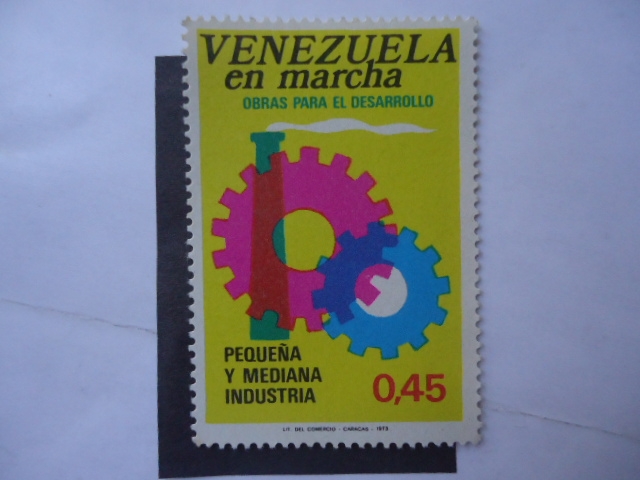 VENEZUELA
en marcha
OBRAS PARA EL DESARROLLO
PEQUEÑA
Y MEDIANA
INDUSTRIA
0,45
LIT. DEL COMERCIO - CARACAS - 1973